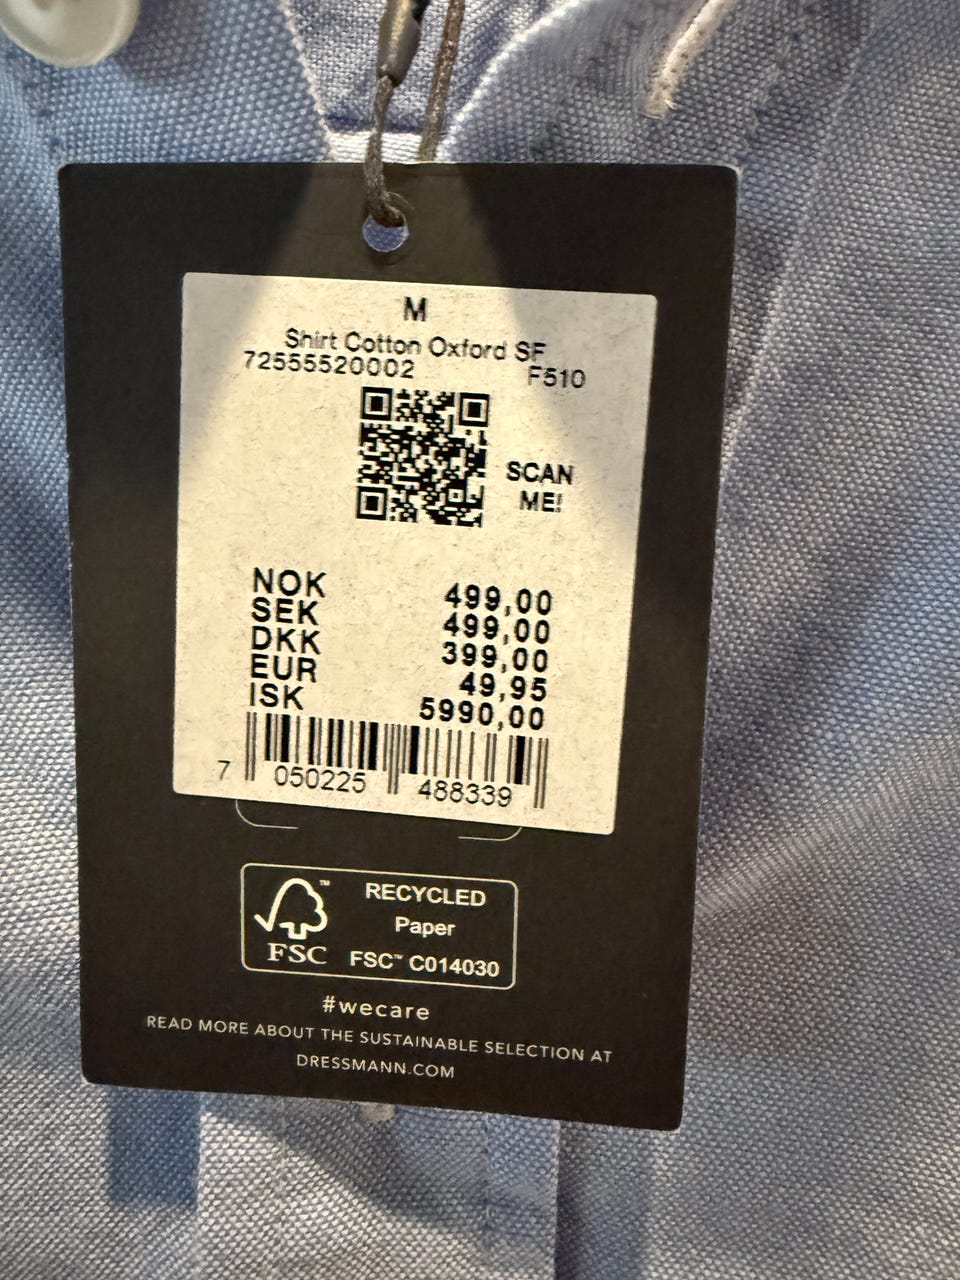 M
Shirt Cotton Oxford SF
72555520002 F510
SCAN
ME!
NOK 499,00
SEK 499,00
DKK 399,00
EUR 49,95
ISK 5990,00
7 050225 488339
FSC™
RECYCLED
Paper
FSC™ C014030
#wecare
READ MORE ABOUT THE SUSTAINABLE SELECTION AT
DRESSMANN.COM